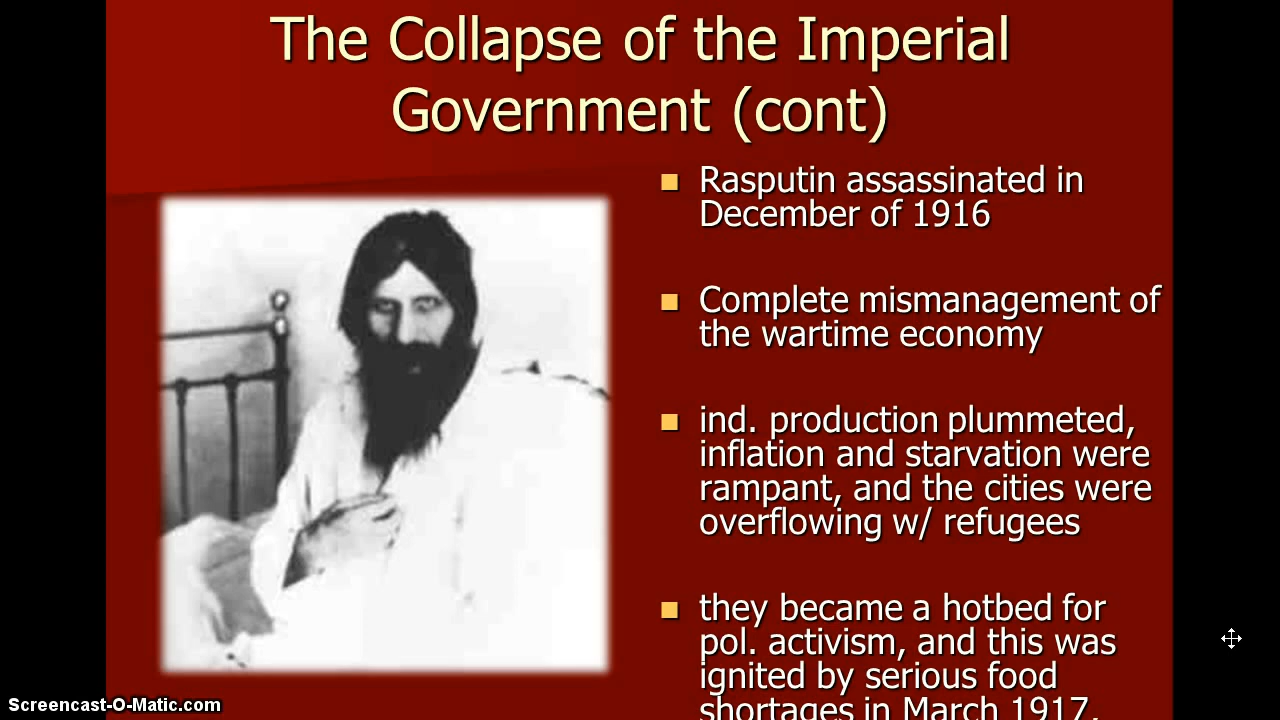 The Collapse of the Imperial
Government (cont)
Rasputin assassinated in
December of 1916
Complete mismanagement of
the wartime economy
ind. production plummeted,
inflation and starvation were
rampant, and the cities were
overflowing w/ refugees
they became a hotbed for
pol. activism, and this was
ignited by serious food
shortages in March 1917,
Screencast-O-Matic.com